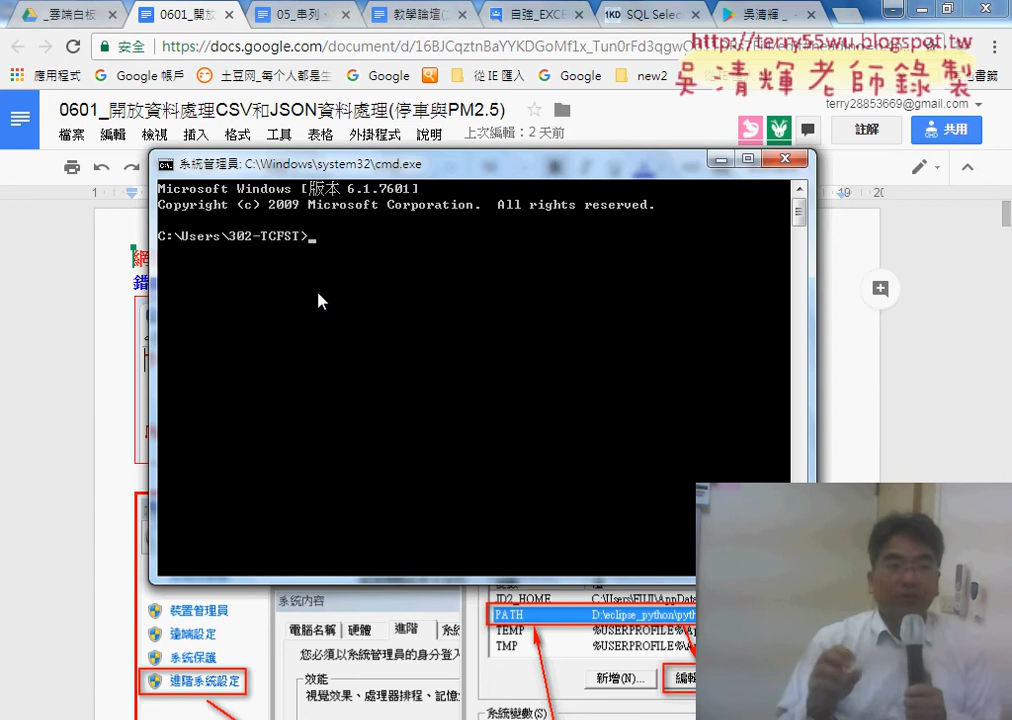 _雲端白板
0601_開放
05_串列
教學論壇(
自強_EXCE
1KD SQL Selec
吳清輝 _
安全
https://docs.google.com/document/d/16BJCqztnBaYYKDGoMf1x_Tun0rFd3qgwQ
http://terry55wu.blogspot.tw
吳清輝老師錄製
應用程式
Google 帳戶
土豆网_每个人都是生
Google
從 IE 匯入
Google
new2
0601_開放資料處理CSV和JSON資料處理(停車與PM2.5)
terry28853669@gmail.com
檔案 編輯 檢視 插入 格式 工具 表格 外掛程式 說明 上次編輯：2 天前
註解
共用
系統管理員: C:\Windows\system32\cmd.exe
Microsoft Windows [版本 6.1.7601]
Copyright (c) 2009 Microsoft Corporation.  All rights reserved.
C:\Users\302-TCFST>
裝置管理員
遠端設定
系統保護
進階系統設定
系統內容
電腦名稱 硬體 進階 系統
您必須以系統管理員的身分登入
效能
視覺效果、處理器排程、記憶
C:\Users\FUJI\AppData
PATH D:\eclipse_python\pyth
TEMP %USERPROFILE%\A
TMP %USERPROFILE%\A
新增(N)...
編輯
系統變數(S)